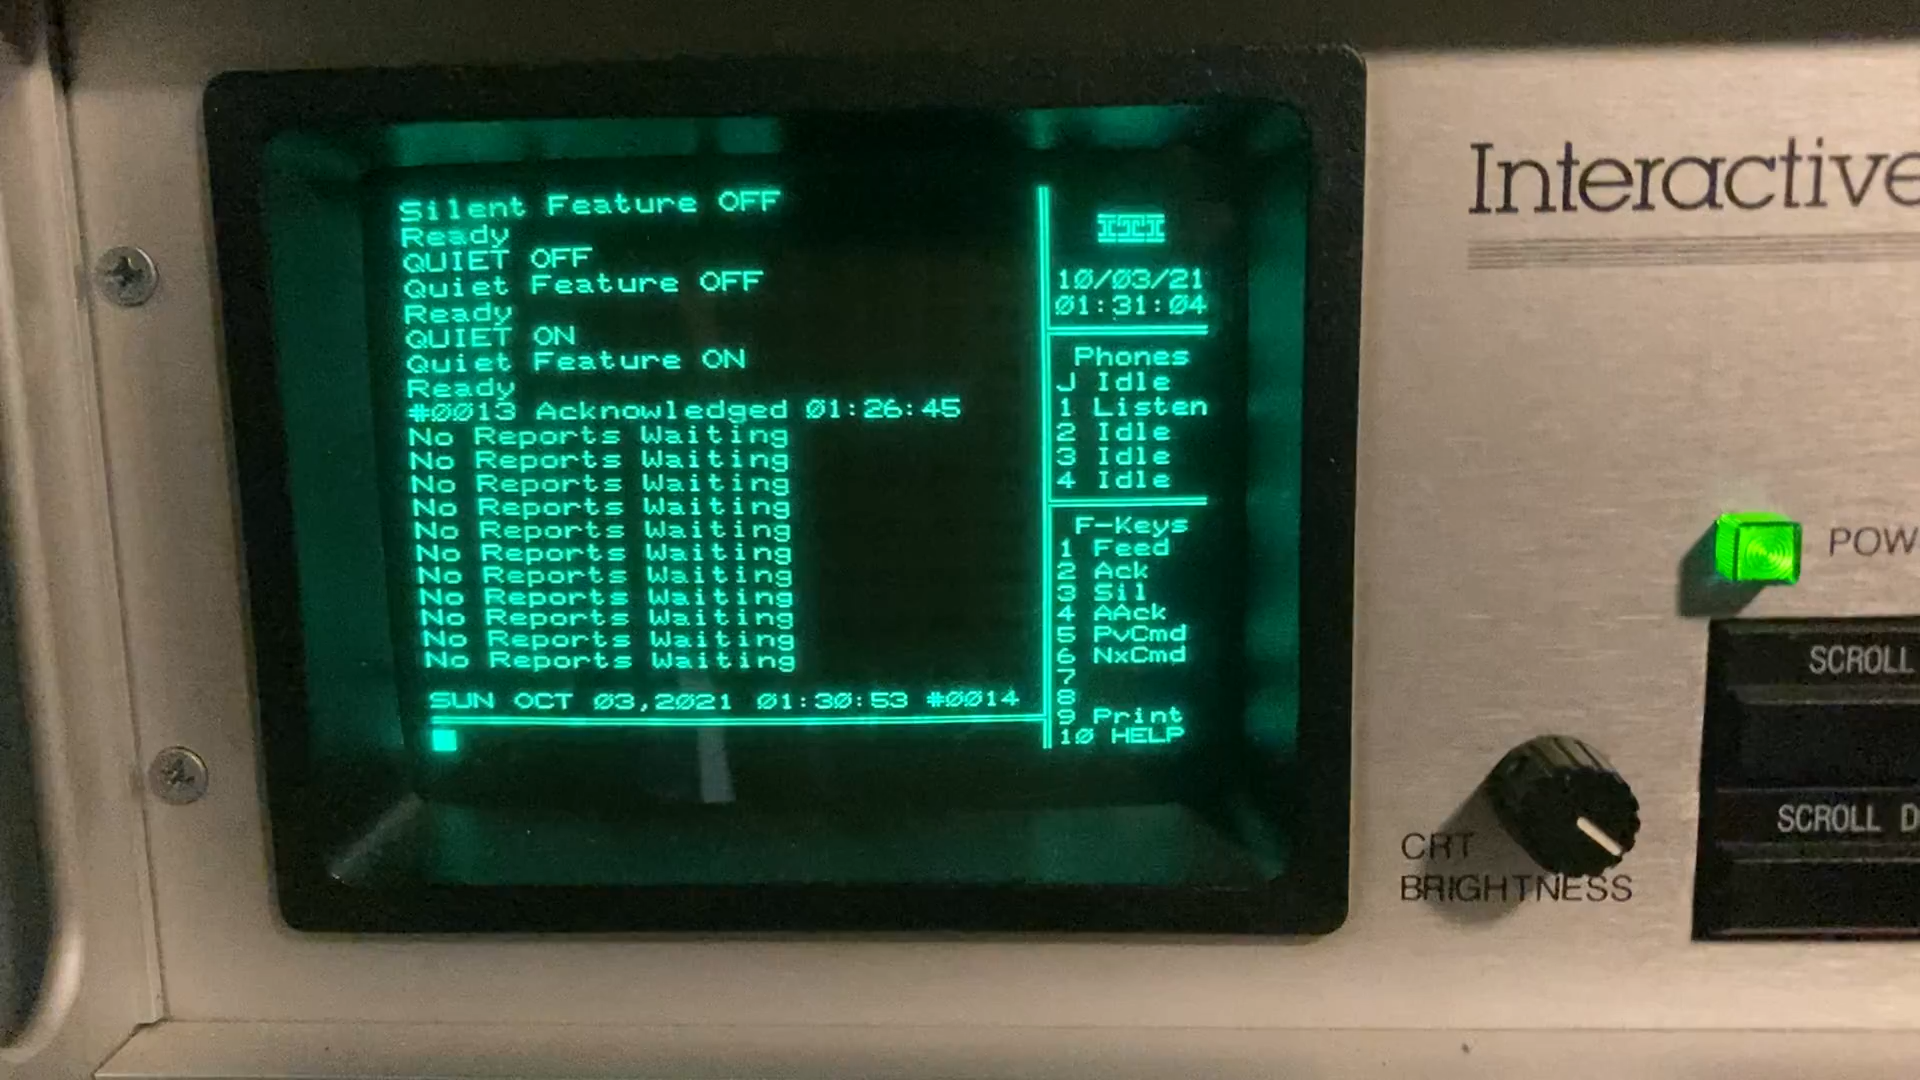 Silent Feature OFF
Ready
QUIET OFF
Quiet Feature OFF
Ready
QUIET ON
Quiet Feature ON
Ready
#0013 Acknowledged 01:26:45
No Reports Waiting
No Reports Waiting
No Reports Waiting
No Reports Waiting
No Reports Waiting
No Reports Waiting
No Reports Waiting
No Reports Waiting
No Reports Waiting
No Reports Waiting
No Reports Waiting
SUN OCT 03,2021 01:30:53 #0014
III
10/03/21
01:31:04
Phones
J Idle
1 Listen
2 Idle
3 Idle
4 Idle
F-Keys
1 Feed
2 Ack
3 Sil
4 AAck
5 PvCmd
6 NxCmd
7
8
9 Print
10 HELP
Interactive
POW
SCROLL
SCROLL D
CRT
BRIGHTNESS